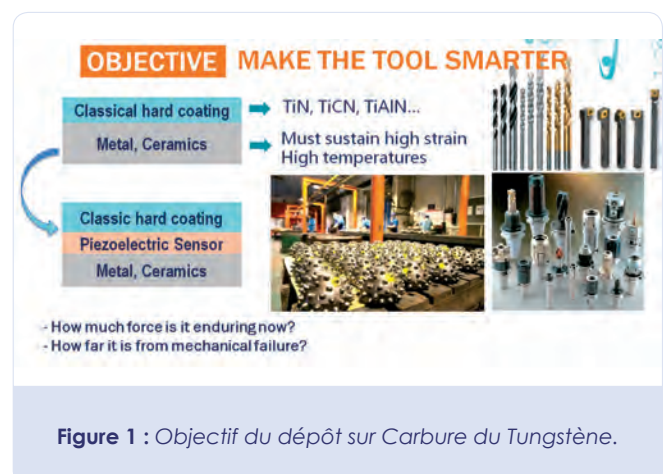 OBJECTIVE MAKE THE TOOL SMARTER
Classical hard coating
TiN, TiCN, TiAlN...
Metal, Ceramics
Must sustain high strain
High temperatures
Classic hard coating
Piezoelectric Sensor
Metal, Ceramics
- How much force is it enduring now?
- How far it is from mechanical failure?
Figure 1 : Objectif du dépôt sur Carbure du Tungstène.